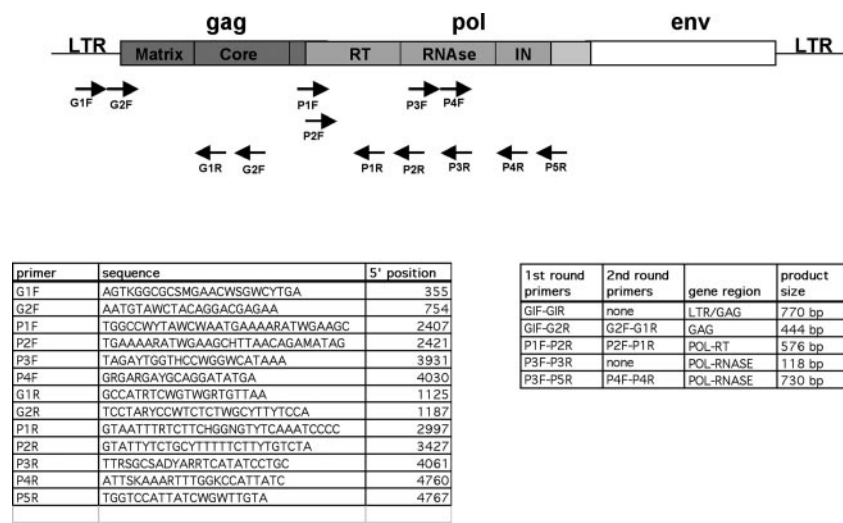 gag pol env
LTR Matrix Core RT RNAse IN LTR
G1F G2F P1F P3F P4F
P2F
G1R G2F P1R P2R P3R P4R P5R
primer sequence 5' position
G1F AGTKGGCGCSMGAACWSGWCYTGA 355
G2F AATGTAWCTACAGGACGAGAA 754
P1F TGGCCWYTAWCWAATGAAAARATWGAAGC 2407
P2F TGAAAARATWGAAGCHTTAACAGAMATAG 2421
P3F TAGAYTGGTHCCWGGWCATAAA 3931
P4F GRGARGAYGCAGGATATGA 4030
G1R GCCATRTCWGTWGRTGTTAA 1125
G2R TCCTARYCCWTCTCTWGCYTTYTCCA 1187
P1R GTAATTTRTCTTCHGGNGTYTCAAATCCCC 2997
P2R GTATTYTCTGCYTTTTTCTTYTGTCTA 3427
P3R TTRSGCSADYARRTCATATCCTGC 4061
P4R ATTSKAAARTTTGGKCCATTATC 4760
P5R TGGTCCATTATCWGWTTGTA 4767
1st round primers 2nd round primers gene region product size
GIF-GIR none LTR/GAG 770 bp
GIF-G2R G2F-G1R GAG 444 bp
P1F-P2R P2F-P1R POL-RT 576 bp
P3F-P3R none POL-RNASE 118 bp
P3F-P5R P4F-P4R POL-RNASE 730 bp